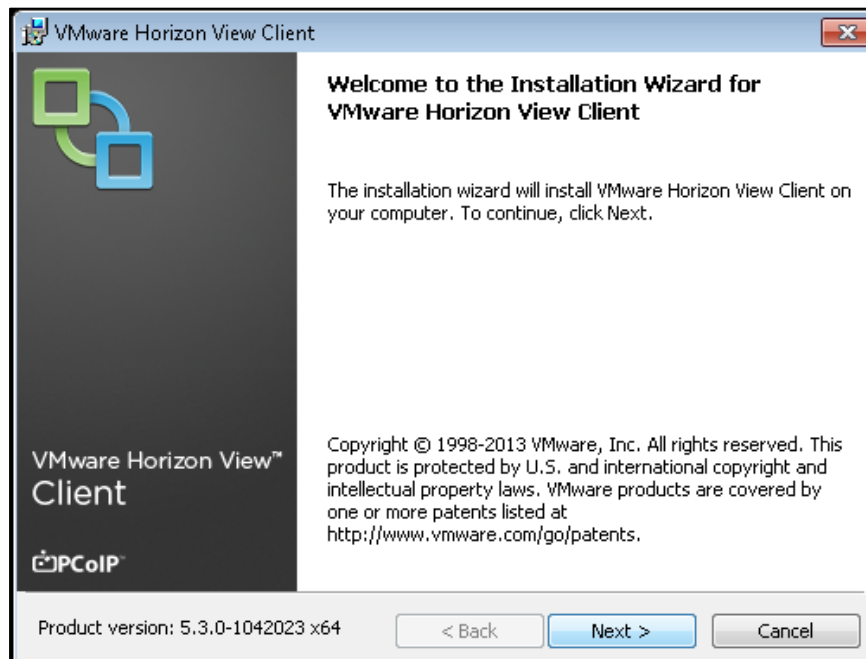 VMware Horizon View Client
Welcome to the Installation Wizard for
VMware Horizon View Client
The installation wizard will install VMware Horizon View Client on
your computer. To continue, click Next.
Copyright © 1998-2013 VMware, Inc. All rights reserved. This
product is protected by U.S. and international copyright and
intellectual property laws. VMware products are covered by
one or more patents listed at
http://www.vmware.com/go/patents.
VMware Horizon View™
Client
PCoIP™
Product version: 5.3.0-1042023 x64
< Back
Next >
Cancel